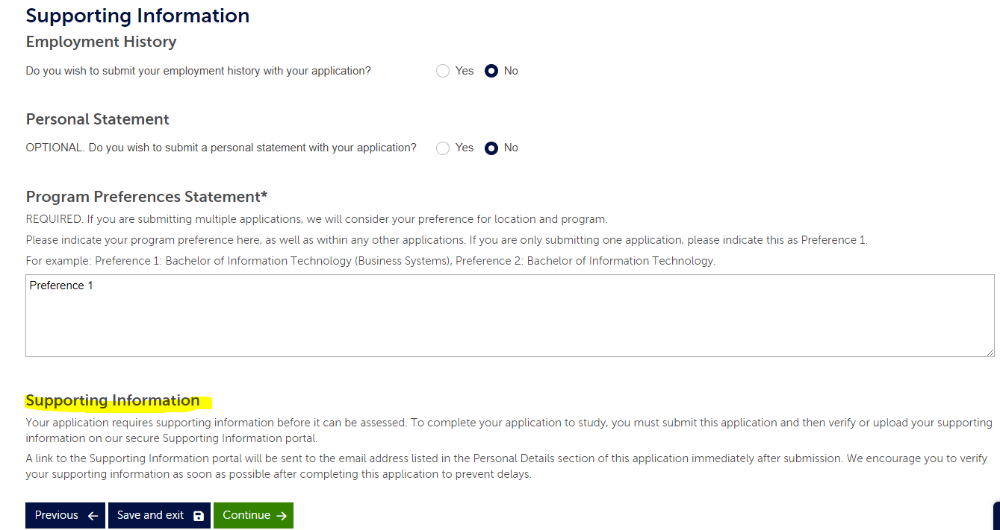 Supporting Information
Employment History
Do you wish to submit your employment history with your application? Yes No
Personal Statement
OPTIONAL. Do you wish to submit a personal statement with your application? Yes No
Program Preferences Statement*
REQUIRED. If you are submitting multiple applications, we will consider your preference for location and program.
Please indicate your program preference here, as well as within any other applications. If you are only submitting one application, please indicate this as Preference 1.
For example: Preference 1: Bachelor of Information Technology (Business Systems), Preference 2: Bachelor of Information Technology.
Preference 1
Supporting Information
Your application requires supporting information before it can be assessed. To complete your application to study, you must submit this application and then verify or upload your supporting
information on our secure Supporting Information portal.
A link to the Supporting Information portal will be sent to the email address listed in the Personal Details section of this application immediately after submission. We encourage you to verify
your supporting information as soon as possible after completing this application to prevent delays.
Previous Save and exit Continue